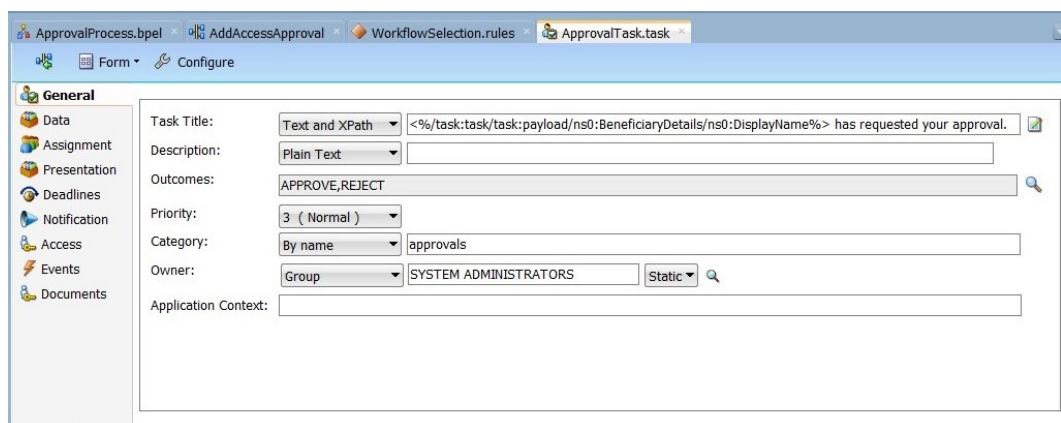 ApprovalProcess.bpel AddAccessApproval WorkflowSelection.rules ApprovalTask.task
Form Configure
General
Data
Assignment
Presentation
Deadlines
Notification
Access
Events
Documents
Task Title: Text and XPath <%/task:task/task:payload/ns0:BeneficiaryDetails/ns0:DisplayName%> has requested your approval.
Description: Plain Text
Outcomes: APPROVE,REJECT
Priority: 3 ( Normal )
Category: By name approvals
Owner: Group SYSTEM ADMINISTRATORS Static
Application Context: